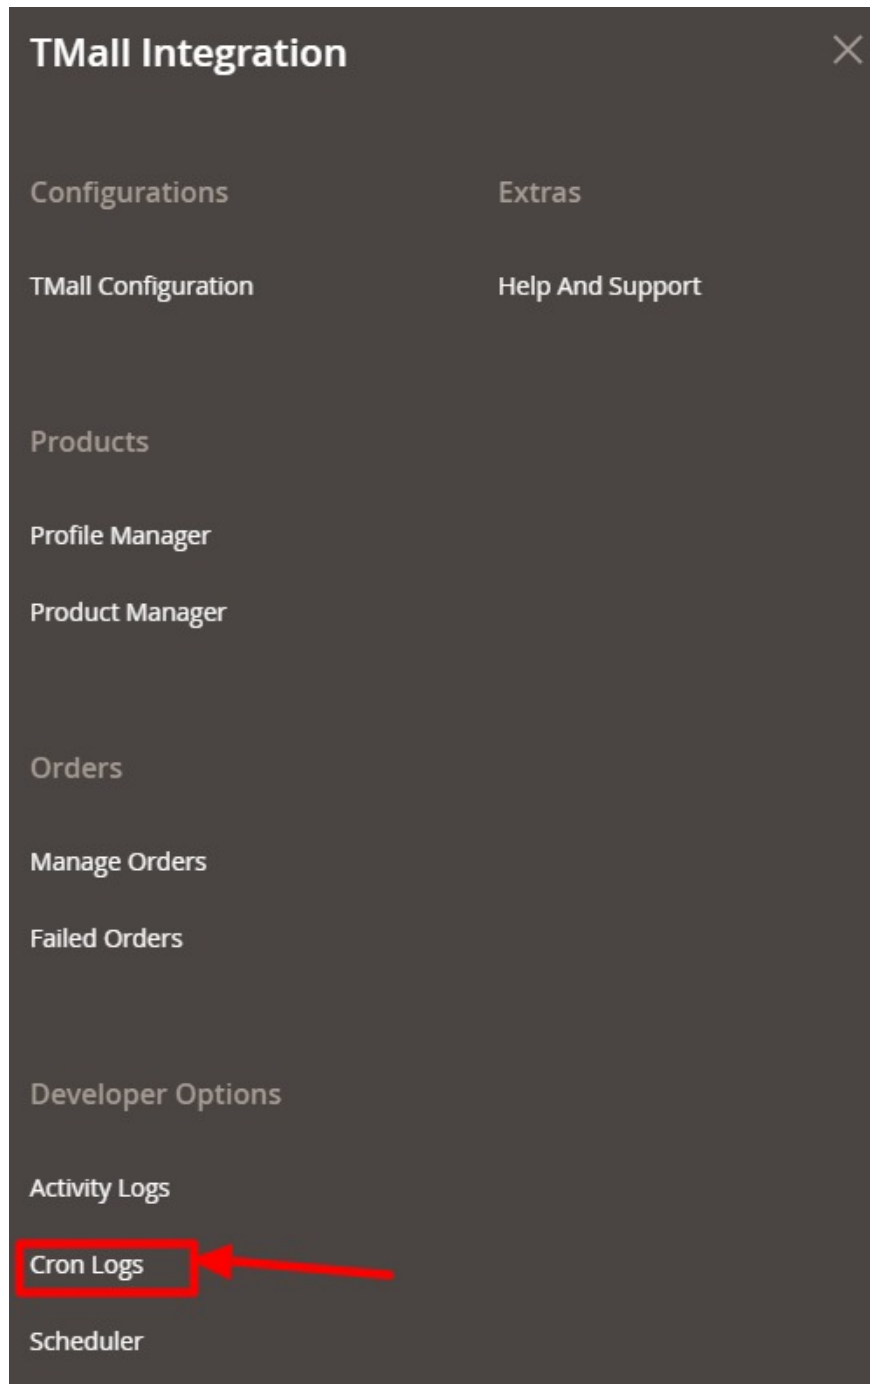 TMall Integration
Configurations
TMall Configuration
Extras
Help And Support
Products
Profile Manager
Product Manager
Orders
Manage Orders
Failed Orders
Developer Options
Activity Logs
Cron Logs
Scheduler